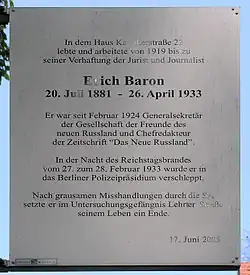 In dem Haus
lebte und arbeitete von 1919 bis zu
seiner Verhaftung der Jurist und Journalist
Erich Baron
20. Juli 1881 - 26. April 1933
Er war seit Februar 1924 Generalsekretär
der Gesellschaft der Freunde des
neuen Russland und Chefredakteur
der Zeitschrift "Das Neue Russland".
In der Nacht des Reichstagsbrandes
vom 27. zum 28. Februar 1933 wurde er in
das Berliner Polizeipräsidium verschleppt.
Nach grausamen Misshandlungen durch die
setzte er im Untersuchungsgefängnis Lehrter Straße
seinem Leben ein Ende.
17. Juni 2005